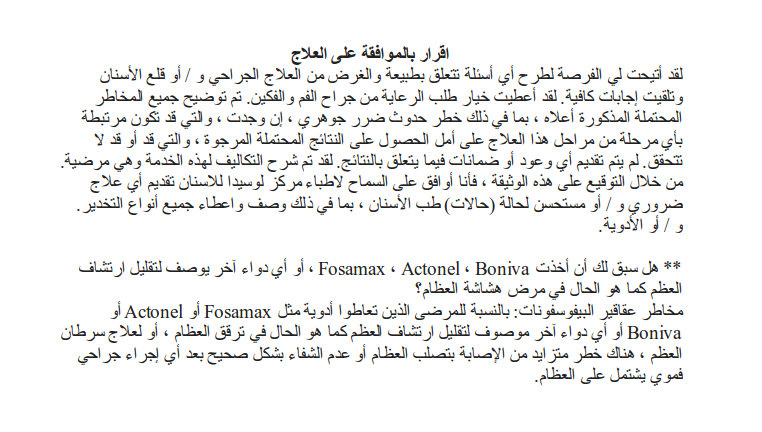 اقرار بالموافقة على العلاج
لقد أتيحت لي الفرصة لطرح أي أسئلة تتعلق بطبيعة والغرض من العلاج الجراحي و / أو قلع الأسنان
وتلقيت إجابات كافية. لقد أعطيت خيار طلب الرعاية من جراح الفم والفكين. تم توضيح جميع المخاطر
المحتملة المذكورة أعلاه ، بما في ذلك خطر حدوث ضرر جوهري ، إن وجدت ، والتي قد تكون مرتبطة
بأي مرحلة من مراحل هذا العلاج على أمل الحصول على النتائج المحتملة المرجوة ، والتي قد أو قد لا
تتحقق. لم يتم تقديم أي وعود أو ضمانات فيما يتعلق بالنتائج. لقد تم شرح التكاليف لهذه الخدمة وهي مرضية.
من خلال التوقيع على هذه الوثيقة ، فأنا أوافق على السماح لاطباء مركز لوسيدا للاسنان تقديم أي علاج
ضروري و / أو مستحسن لحالة (حالات) طب الأسنان ، بما في ذلك وصف واعطاء جميع أنواع التخدير.
و / أو الأدوية.
** هل سبق لك أن أخذت Fosamax ، Actonel ، Boniva ، أو أي دواء آخر يوصف لتقليل ارتشاف
العظم كما هو الحال في مرض هشاشة العظام؟
مخاطر عقاقير البيفوسفونات: بالنسبة للمرضى الذين تعاطوا أدوية مثل Fosamax أو Actonel أو
Boniva أو أي دواء آخر موصوف لتقليل ارتشاف العظم كما هو الحال في ترقق العظام ، أو لعلاج سرطان
العظم ، هناك خطر متزايد من الإصابة بتصلب العظام أو عدم الشفاء بشكل صحيح بعد أي إجراء جراحي
فموي يشتمل على العظام.